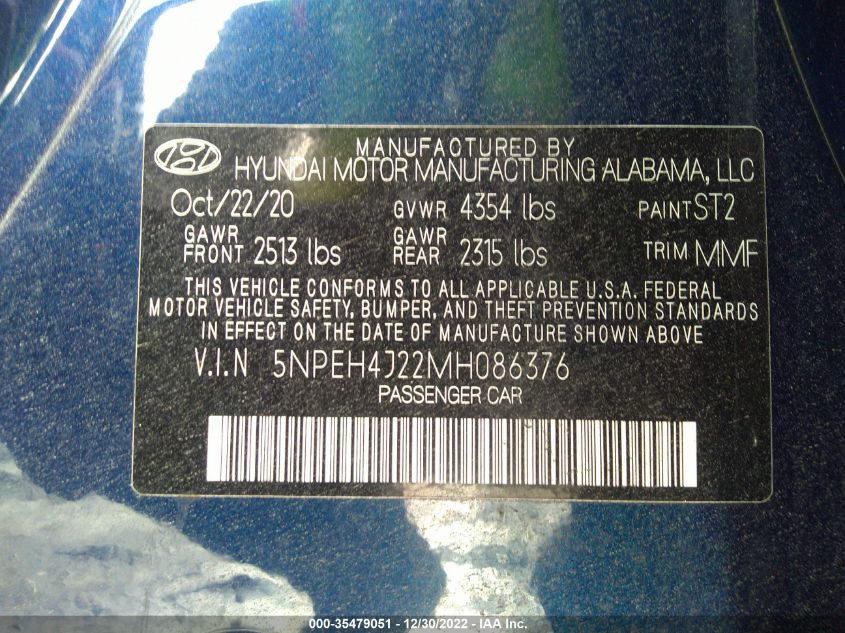 MANUFACTURED BY
HYUNDAI MOTOR MANUFACTURING ALABAMA, LLC
Oct/22/20 GVWR 4354 lbs PAINT ST2
GAWR FRONT 2513 lbs GAWR REAR 2315 lbs TRIM MMF
THIS VEHICLE CONFORMS TO ALL APPLICABLE U.S.A. FEDERAL
MOTOR VEHICLE SAFETY, BUMPER, AND THEFT PREVENTION STANDARDS
IN EFFECT ON THE DATE OF MANUFACTURE SHOWN ABOVE
V.I.N 5NPEH4J22MH086376
PASSENGER CAR
000-35479051 - 12/30/2022 - IAA Inc.